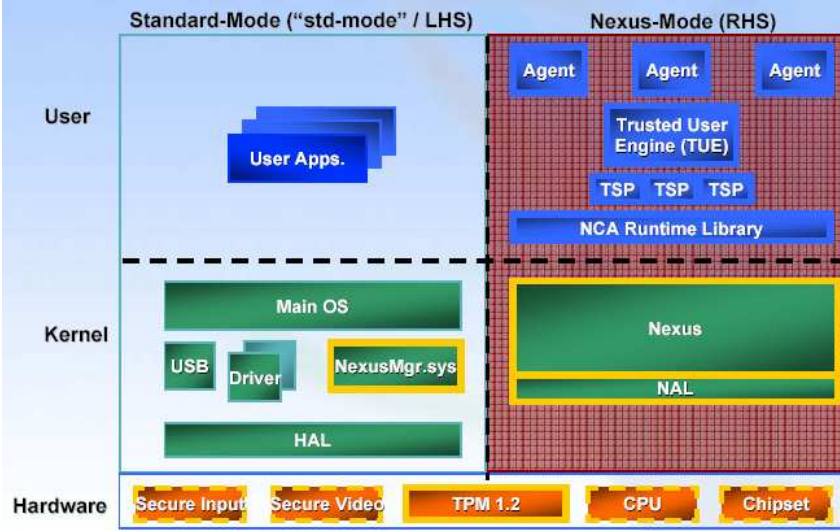 Standard-Mode ("std-mode" / LHS)
Nexus-Mode (RHS)
User
User Apps.
Agent Agent Agent
Trusted User
Engine (TUE)
TSP TSP TSP
NCA Runtime Library
Kernel
Main OS
USB
Driver
NexusMgr.sys
HAL
Nexus
NAL
Hardware
Secure Input Secure Video TPM 1.2 CPU Chipset